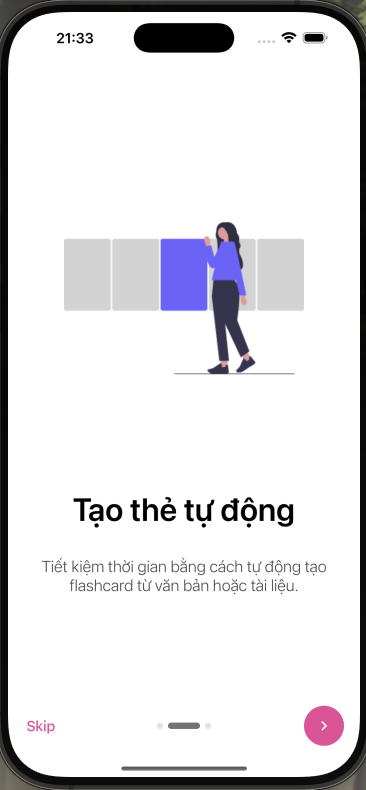 21:33
Tạo thẻ tự động
Tiết kiệm thời gian bằng cách tự động tạo
flashcard từ văn bản hoặc tài liệu.
Skip